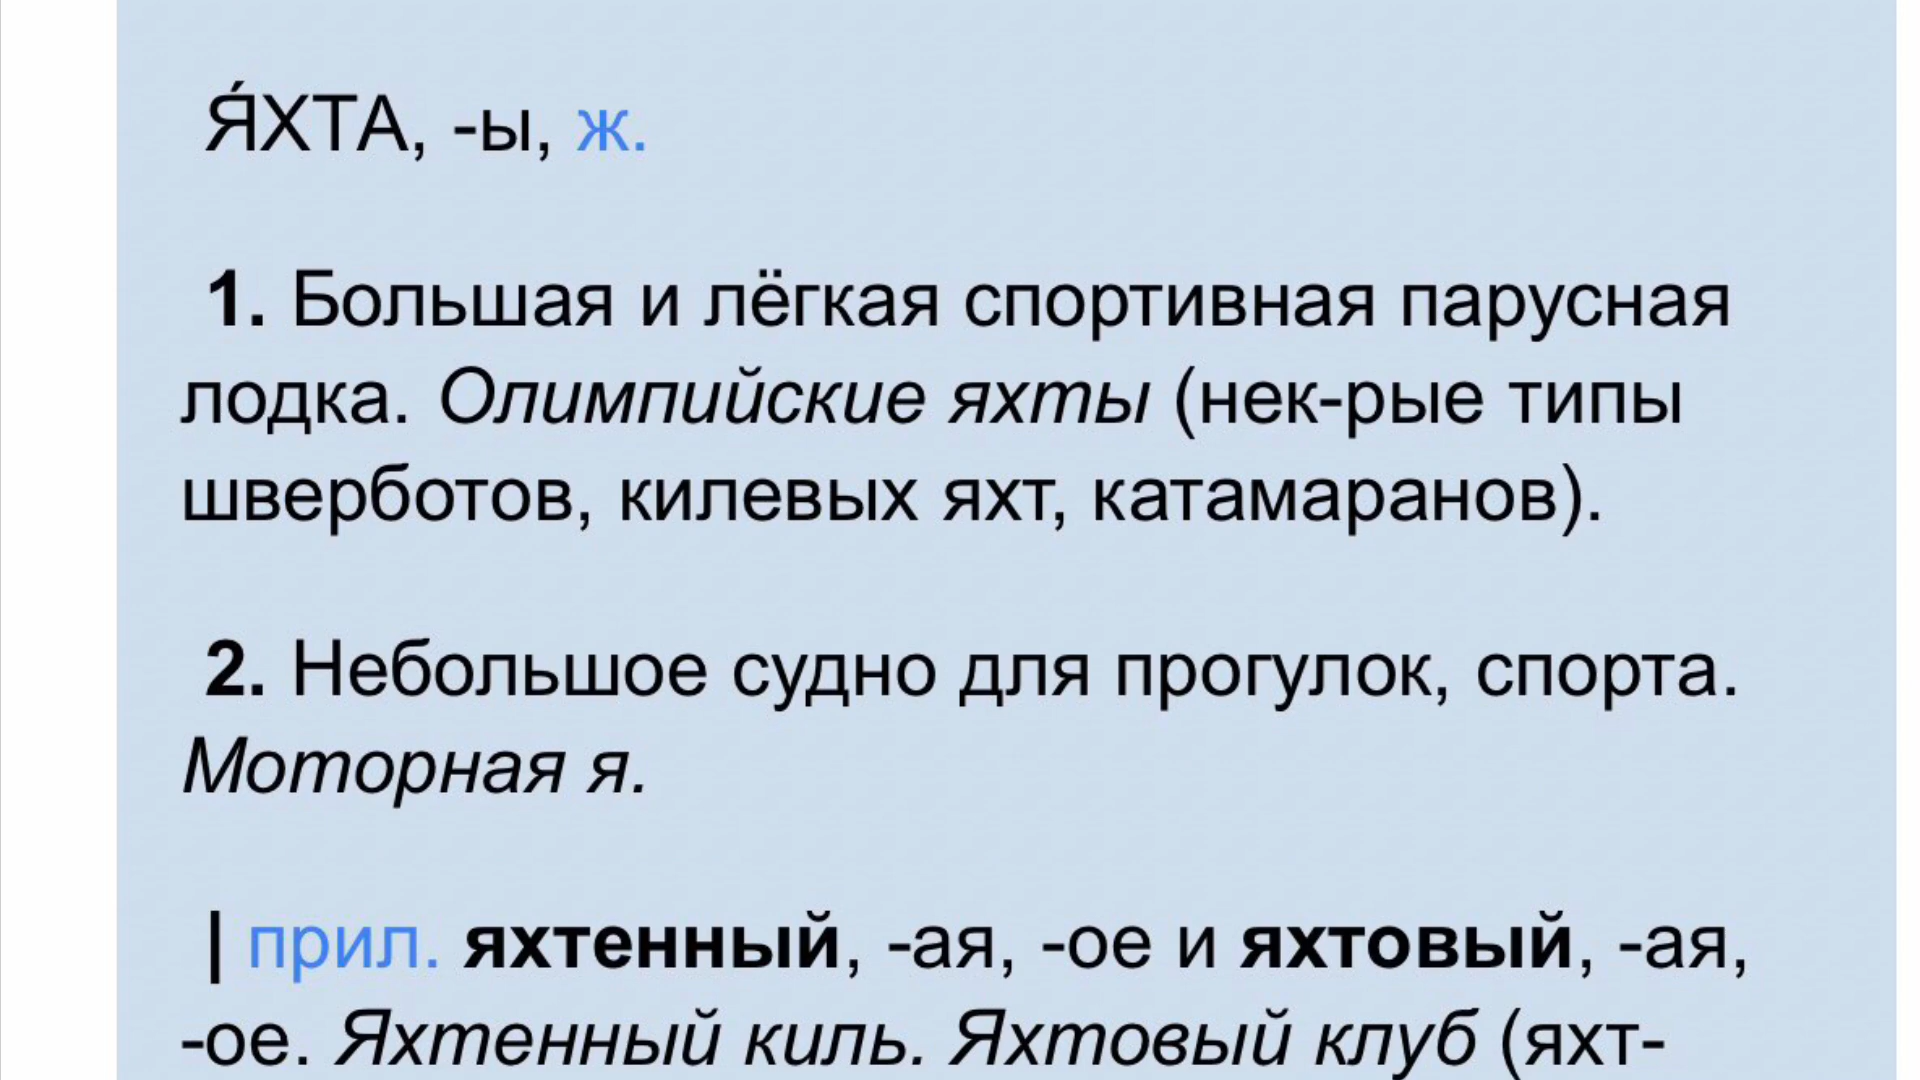 Я́ХТА, -ы, ж.
1. Большая и лёгкая спортивная парусная
лодка. Олимпийские яхты (нек-рые типы
швертботов, килевых яхт, катамаранов).
2. Небольшое судно для прогулок, спорта.
Моторная я.
| прил. яхтенный, -ая, -ое и яхтовый, -ая,
-ое. Яхтенный киль. Яхтовый клуб (яхт-